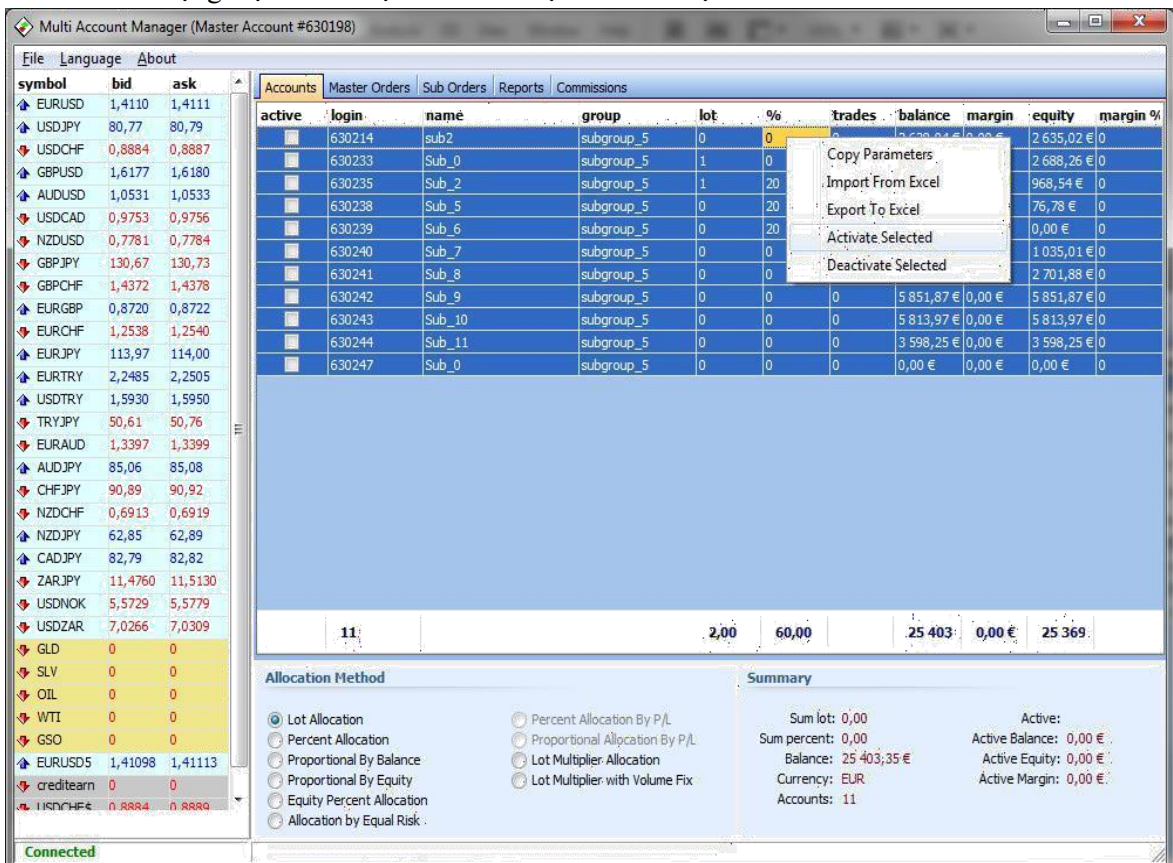 Multi Account Manager (Master Account #630198)
File Language About
symbol bid ask
EURUSD 1,4110 1,4111
USDJPY 80,77 80,79
USDCHF 0,8884 0,8887
GBPUSD 1,6177 1,6180
AUDUSD 1,0531 1,0533
USDCAD 0,9753 0,9756
NZDUSD 0,7781 0,7784
GBPJPY 130,67 130,73
GBPCHF 1,4372 1,4378
EURGBP 0,8720 0,8722
EURCHF 1,2538 1,2540
EURJPY 113,97 114,00
EURTRY 2,2485 2,2505
USDTRY 1,5930 1,5950
TRYJPY 50,61 50,76
EURAUD 1,3397 1,3399
AUDJPY 85,06 85,08
CHFJPY 90,89 90,92
NZDCHF 0,6913 0,6919
NZDJPY 62,85 62,89
CADJPY 82,79 82,82
ZARJPY 11,4760 11,5130
USDNOK 5,5729 5,5779
USDZAR 7,0266 7,0309
GLD 0 0
SLV 0 0
OIL 0 0
WTI 0 0
GSO 0 0
EURUSD5 1,41098 1,41113
creditearn 0 0
Connected
Accounts Master Orders Sub Orders Reports Commissions
active login name group lot % trades balance margin equity margin %
630214 sub2 subgroup_5 0 0 2 635,02 € 0
630233 Sub_0 subgroup_5 1 0 2 688,26 € 0
630235 Sub_2 subgroup_5 1 20 968,54 € 0
630238 Sub_5 subgroup_5 0 20 76,78 € 0
630239 Sub_6 subgroup_5 0 20 0,00 € 0
630240 Sub_7 subgroup_5 0 0 1 035,01 € 0
630241 Sub_8 subgroup_5 0 0 2 701,88 € 0
630242 Sub_9 subgroup_5 0 0 0 5 851,87 € 0,00 € 5 851,87 € 0
630243 Sub_10 subgroup_5 0 0 0 5 813,97 € 0,00 € 5 813,97 € 0
630244 Sub_11 subgroup_5 0 0 0 3 598,25 € 0,00 € 3 598,25 € 0
630247 Sub_0 subgroup_5 0 0 0 0,00 € 0,00 € 0,00 € 0
Copy Parameters
Import From Excel
Export To Excel
Activate Selected
Deactivate Selected
11 2,00 60,00 25 403 0,00 € 25 369
Allocation Method
Lot Allocation
Percent Allocation
Proportional By Balance
Proportional By Equity
Equity Percent Allocation
Allocation by Equal Risk
Percent Allocation By P/L
Proportional Allocation By P/L
Lot Multiplier Allocation
Lot Multiplier with Volume Fix
Summary
Sum lot: 0,00
Sum percent: 0,00
Balance: 25 403,35 €
Currency: EUR
Accounts: 11
Active:
Active Balance: 0,00 €
Active Equity: 0,00 €
Active Margin: 0,00 €